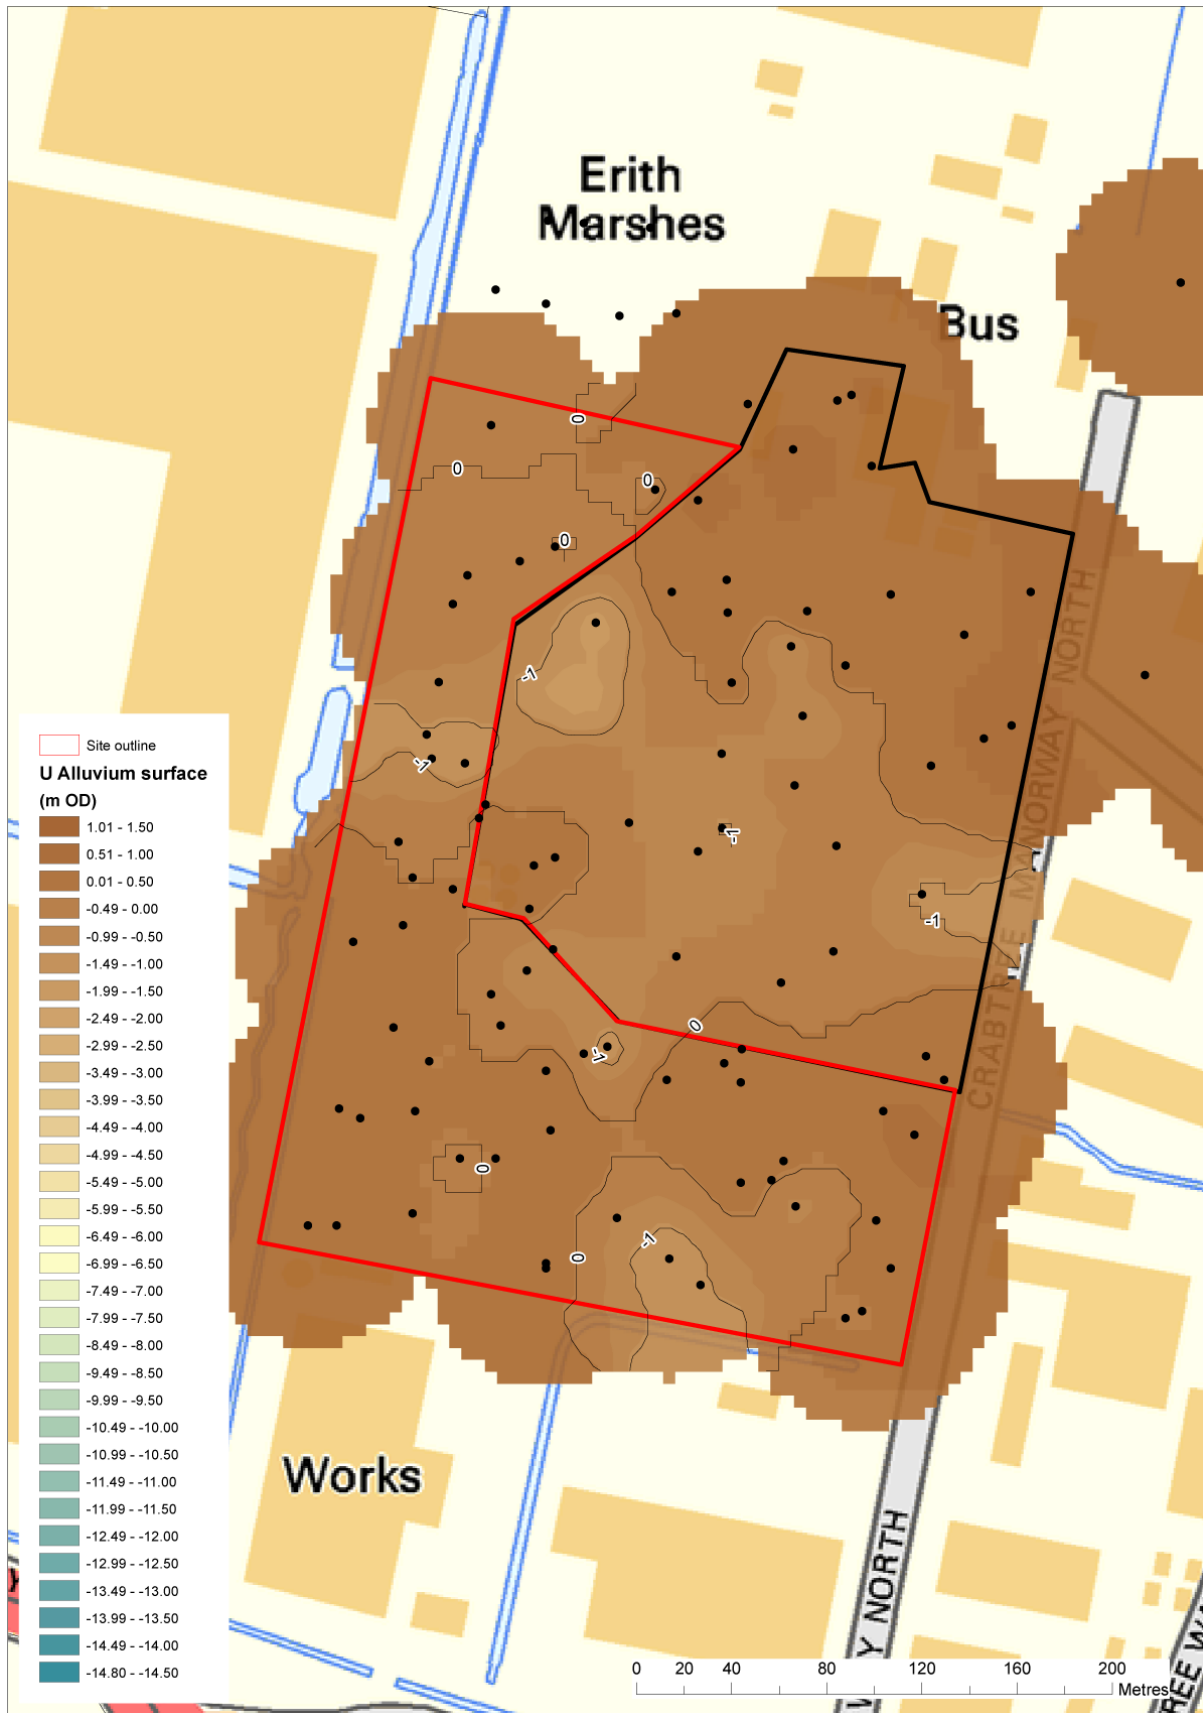 Erith
Marshes
Bus
0
0
0
0
-1
-1
-1
-1
0
-1
0
0
-1
CRABTREE MANORWAY NORTH
Works
Y NORTH
REE WA
Site outline
U Alluvium surface
(m OD)
1.01 - 1.50
0.51 - 1.00
0.01 - 0.50
-0.49 - 0.00
-0.99 - -0.50
-1.49 - -1.00
-1.99 - -1.50
-2.49 - -2.00
-2.99 - -2.50
-3.49 - -3.00
-3.99 - -3.50
-4.49 - -4.00
-4.99 - -4.50
-5.49 - -5.00
-5.99 - -5.50
-6.49 - -6.00
-6.99 - -6.50
-7.49 - -7.00
-7.99 - -7.50
-8.49 - -8.00
-9.49 - -8.50
-9.99 - -9.50
-10.49 - -10.00
-10.99 - -10.50
-11.49 - -11.00
-11.99 - -11.50
-12.49 - -12.00
-12.99 - -12.50
-13.49 - -13.00
-13.99 - -13.50
-14.49 - -14.00
-14.80 - -14.50
0 20 40 80 120 160 200
Metres